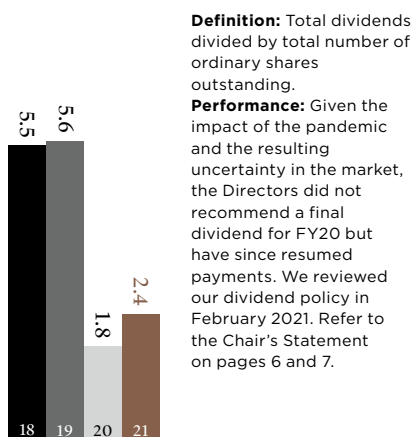 Definition: Total dividends
divided by total number of
ordinary shares
outstanding.
Performance: Given the
impact of the pandemic
and the resulting
uncertainty in the market,
the Directors did not
recommend a final
dividend for FY20 but
have since resumed
payments. We reviewed
our dividend policy in
February 2021. Refer to
the Chair's Statement
on pages 6 and 7.
5.5
5.6
1.8
2.4
18 19 20 21